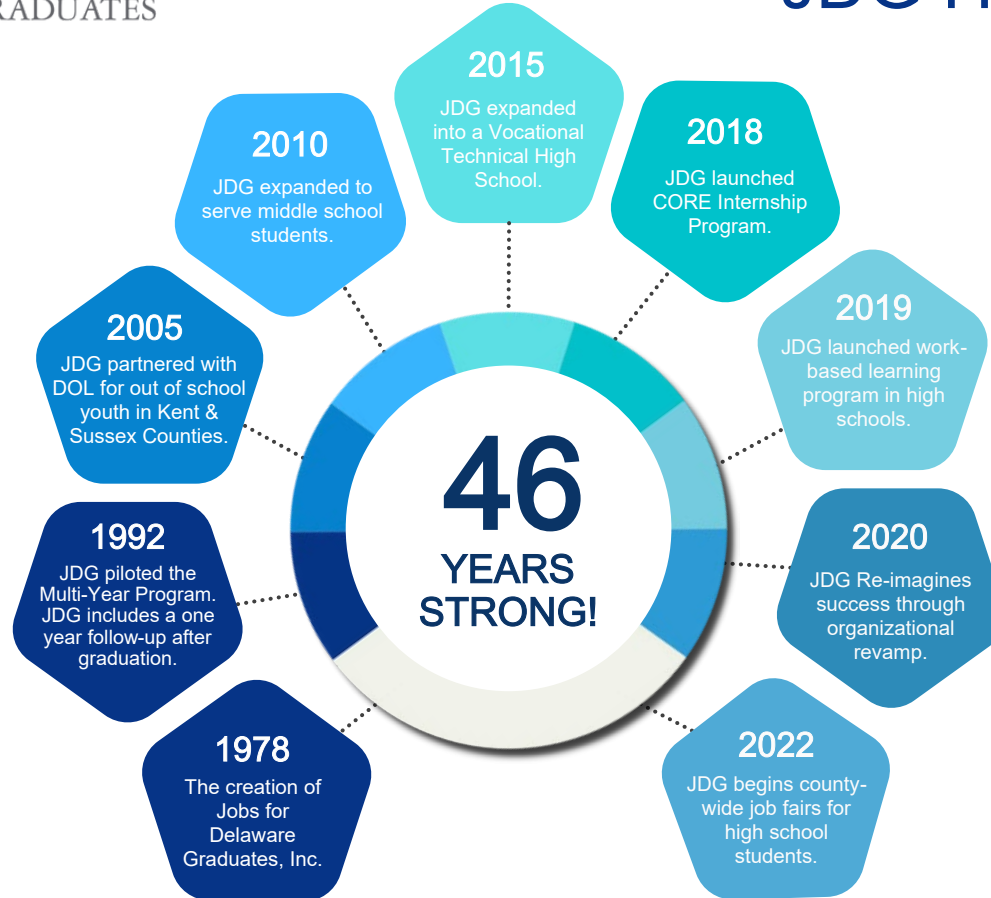 JDG
1978
The creation of
Jobs for
Delaware
Graduates, Inc.
1992
JDG piloted the
Multi-Year Program.
JDG includes a one
year follow-up after
graduation.
2005
JDG partnered with
DOL for out of school
youth in Kent &
Sussex Counties.
2010
JDG expanded to
serve middle school
students.
2015
JDG expanded
into a Vocational
Technical High
School.
2018
JDG launched
CORE Internship
Program.
2019
JDG launched work-
based learning
program in high
schools.
2020
JDG Re-imagines
success through
organizational
revamp.
2022
JDG begins county-
wide job fairs for
high school
students.
46
YEARS
STRONG!